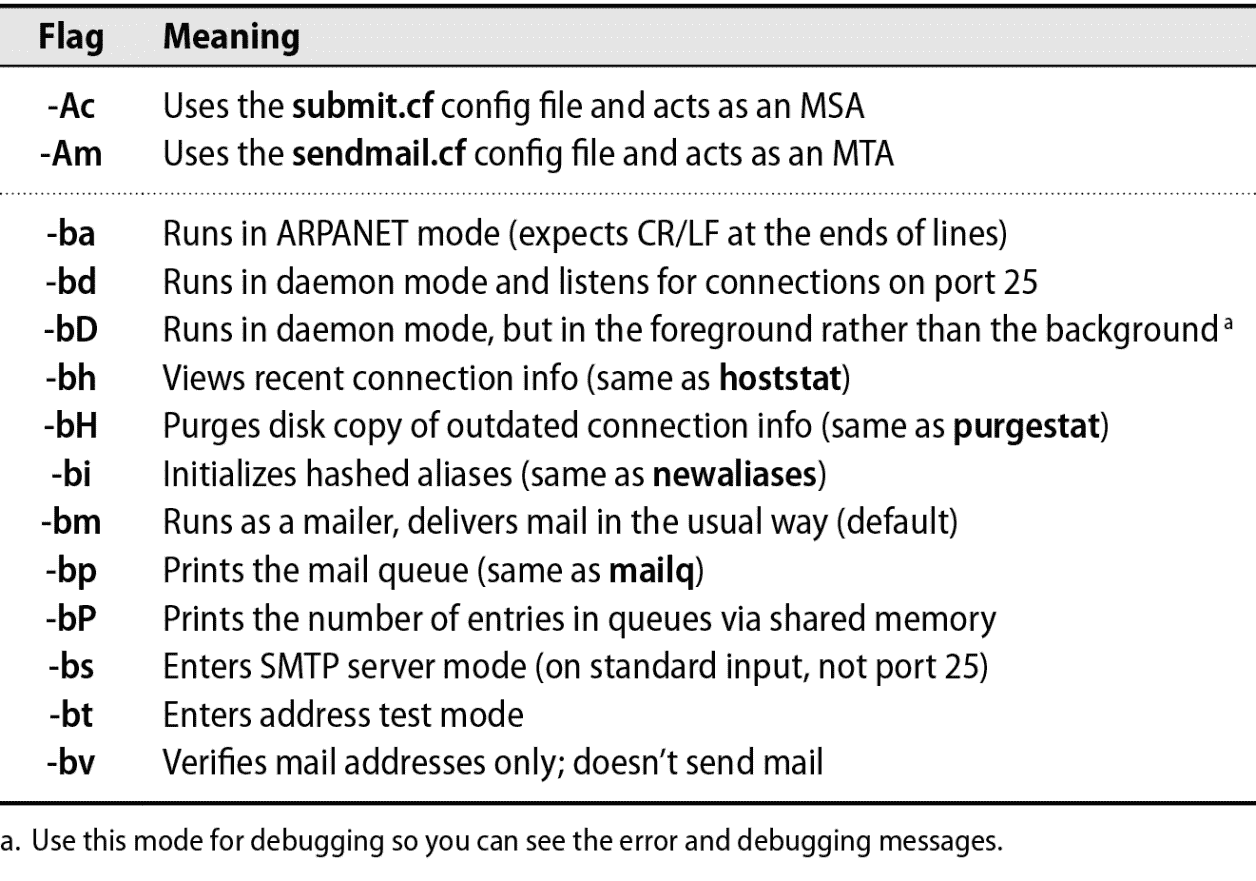 Flag Meaning
-Ac Uses the submit.cf config file and acts as an MSA
-Am Uses the sendmail.cf config file and acts as an MTA
-ba Runs in ARPANET mode (expects CR/LF at the ends of lines)
-bd Runs in daemon mode and listens for connections on port 25
-bD Runs in daemon mode, but in the foreground rather than the background a
-bh Views recent connection info (same as hoststat)
-bH Purges disk copy of outdated connection info (same as purgestat)
-bi Initializes hashed aliases (same as newaliases)
-bm Runs as a mailer, delivers mail in the usual way (default)
-bp Prints the mail queue (same as mailq)
-bP Prints the number of entries in queues via shared memory
-bs Enters SMTP server mode (on standard input, not port 25)
-bt Enters address test mode
-bv Verifies mail addresses only; doesn’t send mail
a. Use this mode for debugging so you can see the error and debugging messages.